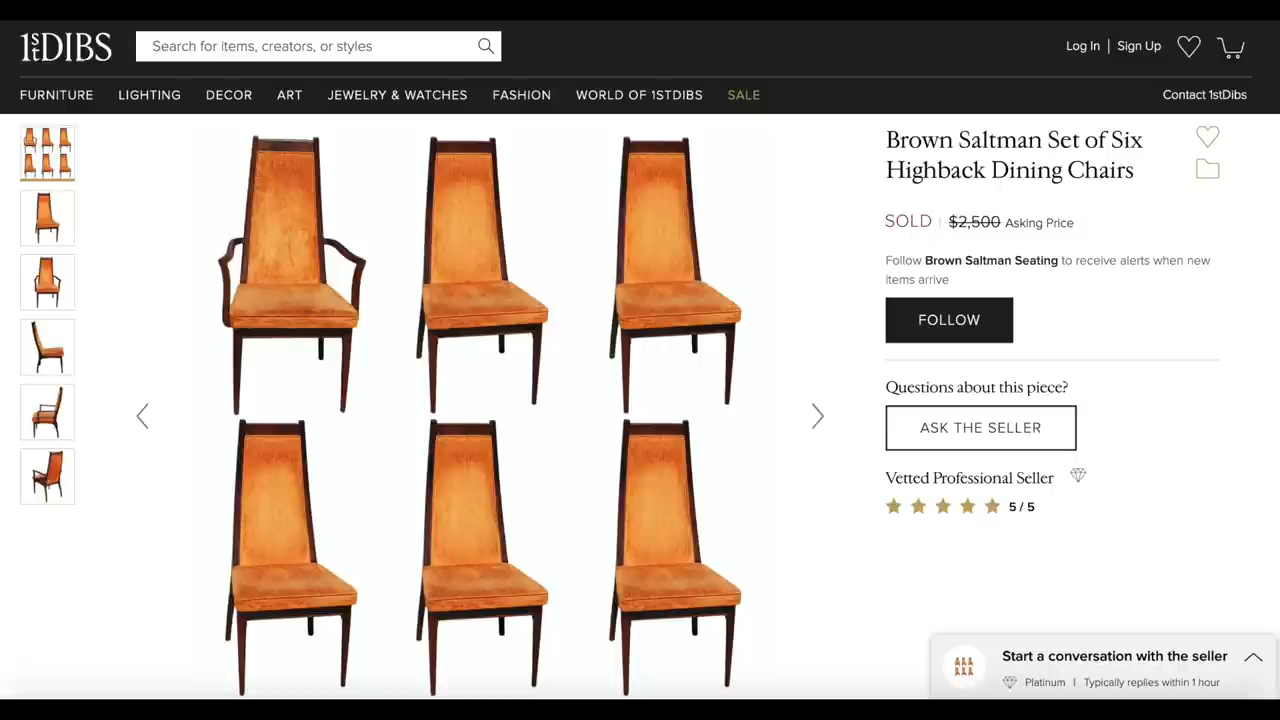 1stDIBS
Search for items, creators, or styles
Log In | Sign Up
FURNITURE LIGHTING DECOR ART JEWELRY & WATCHES FASHION WORLD OF 1STDIBS SALE Contact 1stDibs
Brown Saltman Set of Six
Highback Dining Chairs
SOLD | $2,500 Asking Price
Follow Brown Saltman Seating to receive alerts when new
items arrive
FOLLOW
Questions about this piece?
ASK THE SELLER
Vetted Professional Seller
5 / 5
Start a conversation with the seller
Platinum | Typically replies within 1 hour